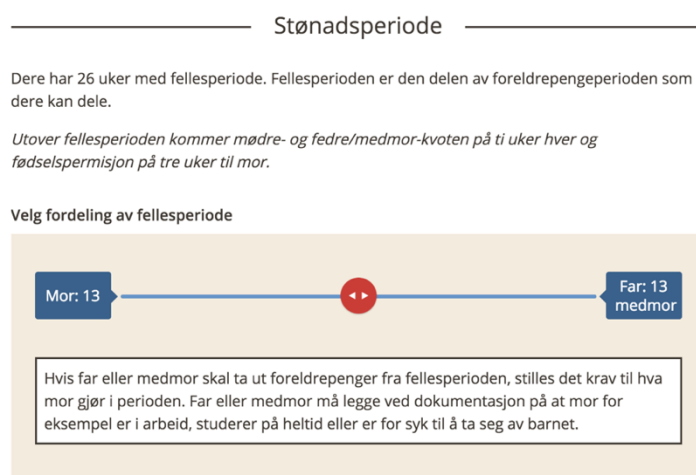 Stønadsperiode
Dere har 26 uker med fellesperiode. Fellesperioden er den delen av foreldrepengeperioden som
dere kan dele.
Utover fellesperioden kommer mødre- og fedre/medmor-kvoten på ti uker hver og
fødselspermisjon på tre uker til mor.
Velg fordeling av fellesperiode
Mor: 13
Far: 13
medmor
Hvis far eller medmor skal ta ut foreldrepenger fra fellesperioden, stilles det krav til hva
mor gjør i perioden. Far eller medmor må legge ved dokumentasjon på at mor for
eksempel er i arbeid, studerer på heltid eller er for syk til å ta seg av barnet.